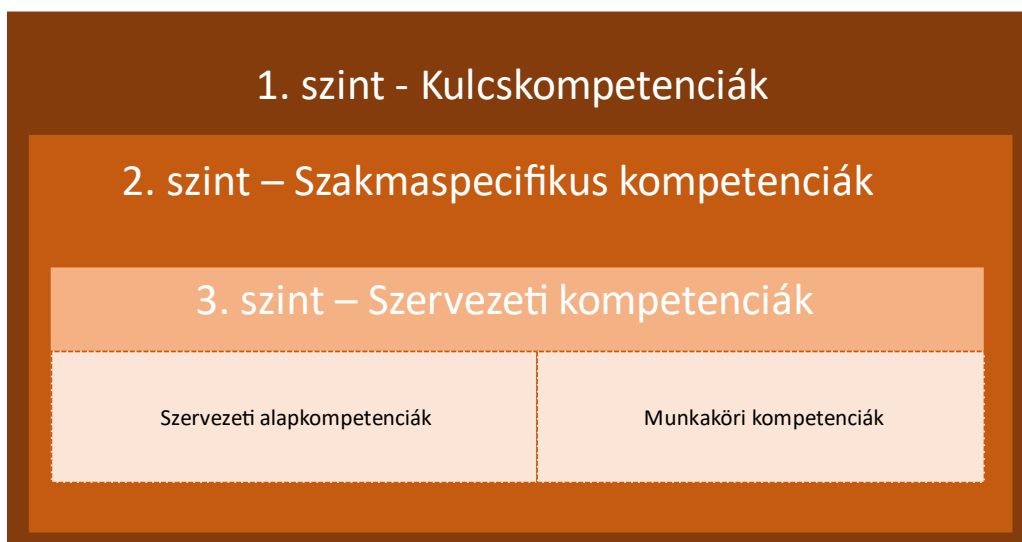 1. szint - Kulcskompetenciák
2. szint – Szakmaspecifikus kompetenciák
3. szint – Szervezeti kompetenciák
Szervezeti alapkompetenciák
Munkaköri kompetenciák